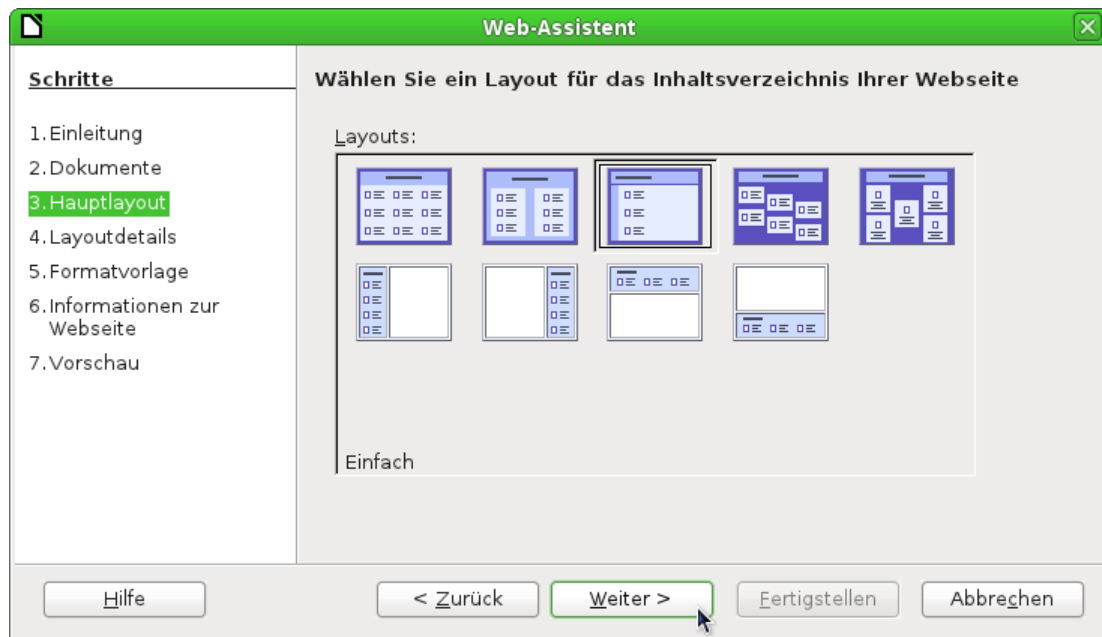 Web-Assistent
Schritte
1. Einleitung
2. Dokumente
3. Hauptlayout
4. Layoutdetails
5. Formatvorlage
6. Informationen zur
Webseite
7. Vorschau
Wählen Sie ein Layout für das Inhaltsverzeichnis Ihrer Webseite
Layouts:
Einfach
Hilfe
< Zurück
Weiter >
Fertigstellen
Abbrechen